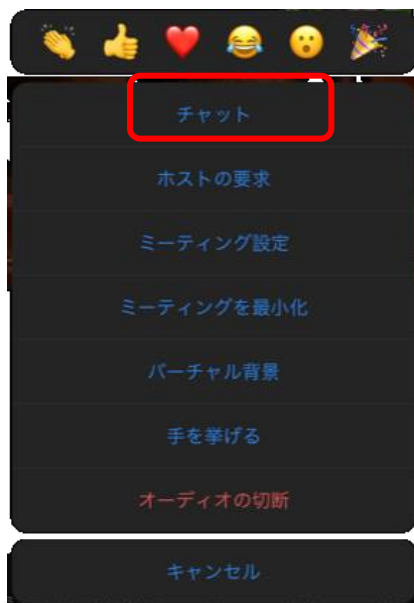 チャット
ホストの要求
ミーティング設定
ミーティングを最小化
バーチャル背景
手を挙げる
オーディオの切断
キャンセル